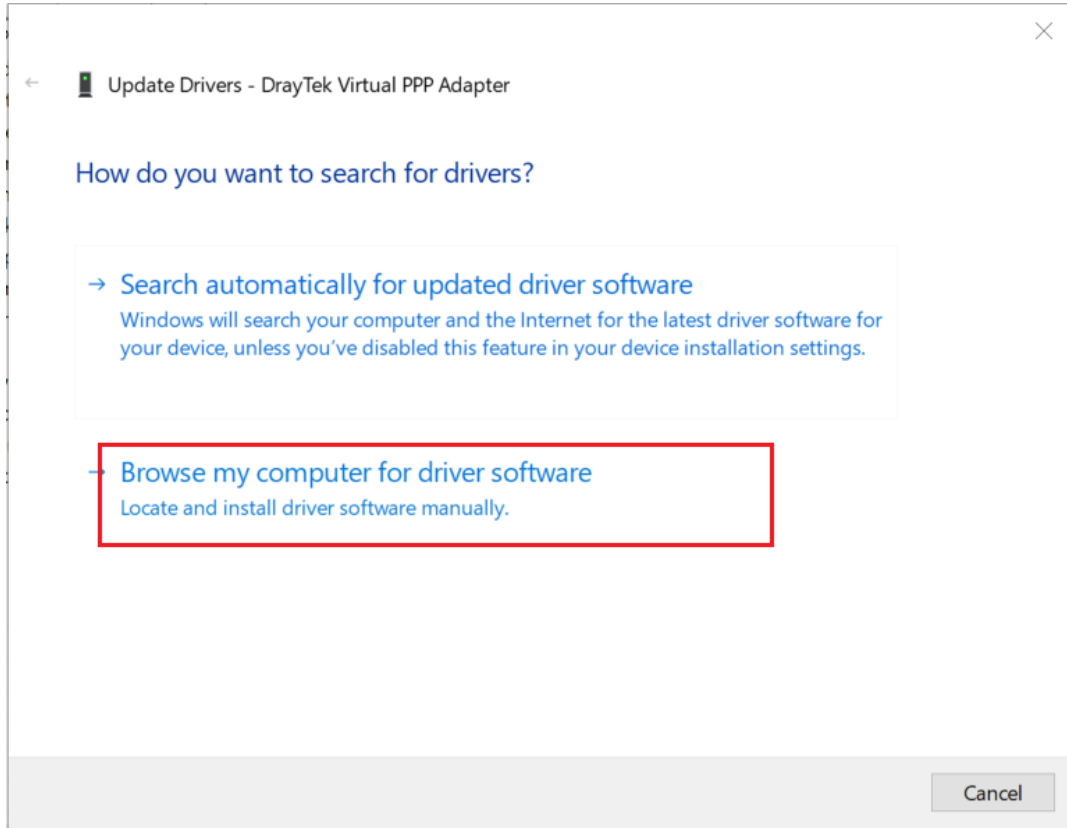 Update Drivers - DrayTek Virtual PPP Adapter
How do you want to search for drivers?
Search automatically for updated driver software
Windows will search your computer and the Internet for the latest driver software for
your device, unless you've disabled this feature in your device installation settings.
Browse my computer for driver software
Locate and install driver software manually.
Cancel